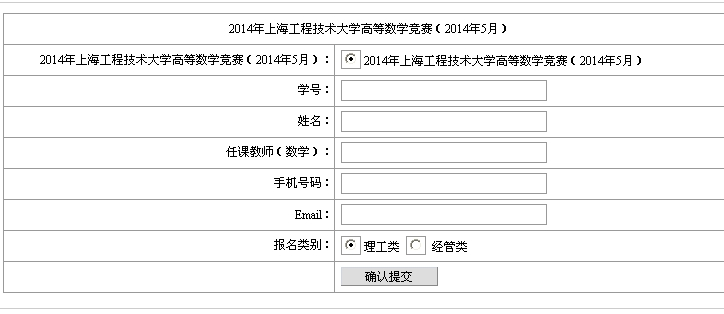 2014年上海工程技术大学高等数学竞赛（2014年5月）
2014年上海工程技术大学高等数学竞赛（2014年5月）： 2014年上海工程技术大学高等数学竞赛（2014年5月）
学号：
姓名：
任课教师（数学）：
手机号码：
Email：
报名类别： 理工类 经管类
确认提交